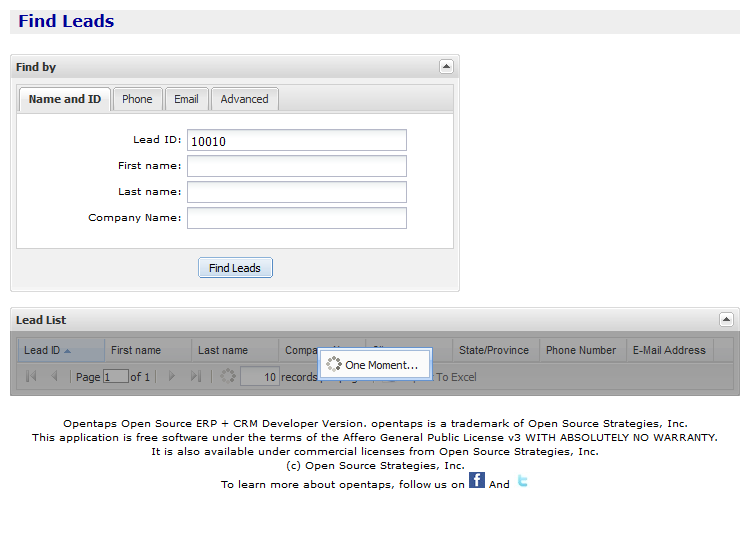 Find Leads
Find by
Name and ID Phone Email Advanced
Lead ID: 10010
First name:
Last name:
Company Name:
Find Leads
Lead List
Lead ID First name Last name State/Province Phone Number E-Mail Address
One Moment...
Page 1 of 1 10 records To Excel
Opentaps Open Source ERP + CRM Developer Version. opentaps is a trademark of Open Source Strategies, Inc.
This application is free software under the terms of the Affero General Public License v3 WITH ABSOLUTELY NO WARRANTY.
It is also available under commercial licenses from Open Source Strategies, Inc.
(c) Open Source Strategies, Inc.
To learn more about opentaps, follow us on f And t